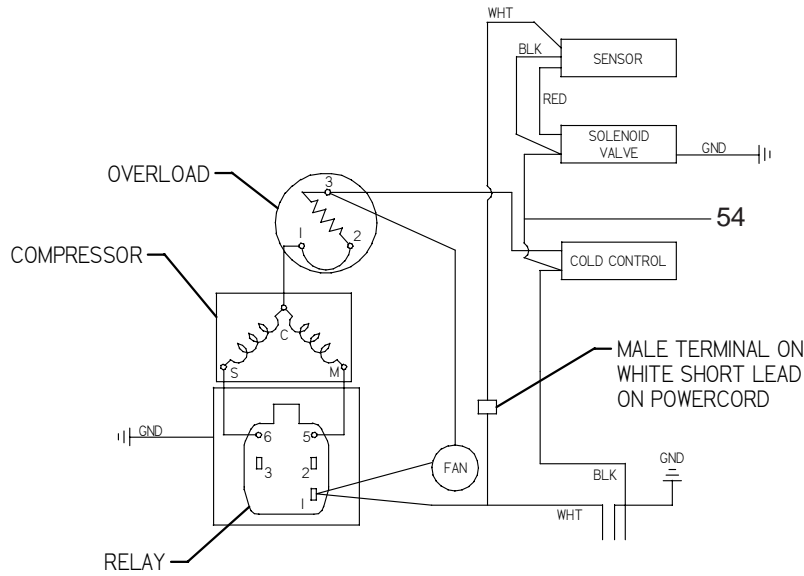 WHT
BLK
SENSOR
RED
SOLENOID
VALVE
GND
OVERLOAD
3
1
2
54
COMPRESSOR
COLD CONTROL
C
S
M
MALE TERMINAL ON
WHITE SHORT LEAD
ON POWERCORD
GND
6
5
3
2
1
FAN
GND
BLK
WHT
RELAY